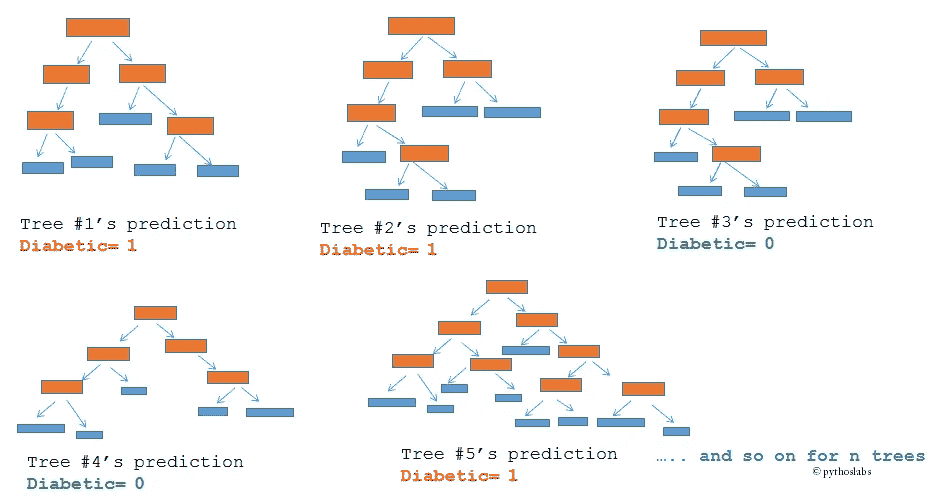 Tree #1’s prediction
Diabetic= 1
Tree #2’s prediction
Diabetic= 1
Tree #3’s prediction
Diabetic= 0
Tree #4’s prediction
Diabetic= 0
Tree #5’s prediction
Diabetic= 1
….. and so on for n trees
© pythoslabs